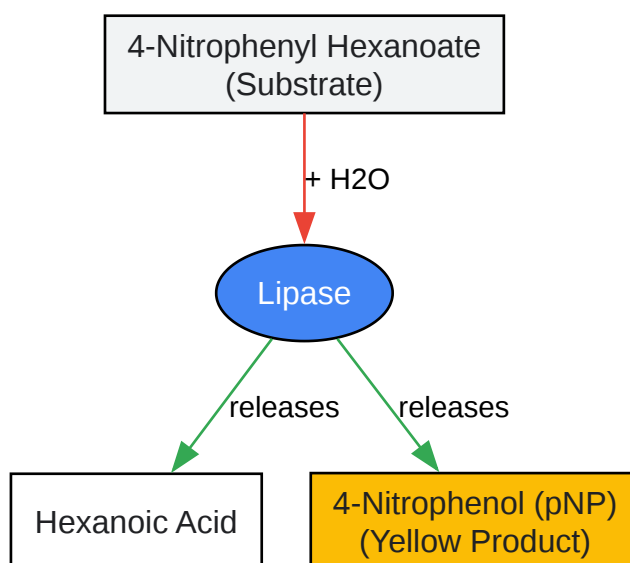 4-Nitrophenyl Hexanoate
(Substrate)
+ H2O
Lipase
releases
releases
Hexanoic Acid
4-Nitrophenol (pNP)
(Yellow Product)